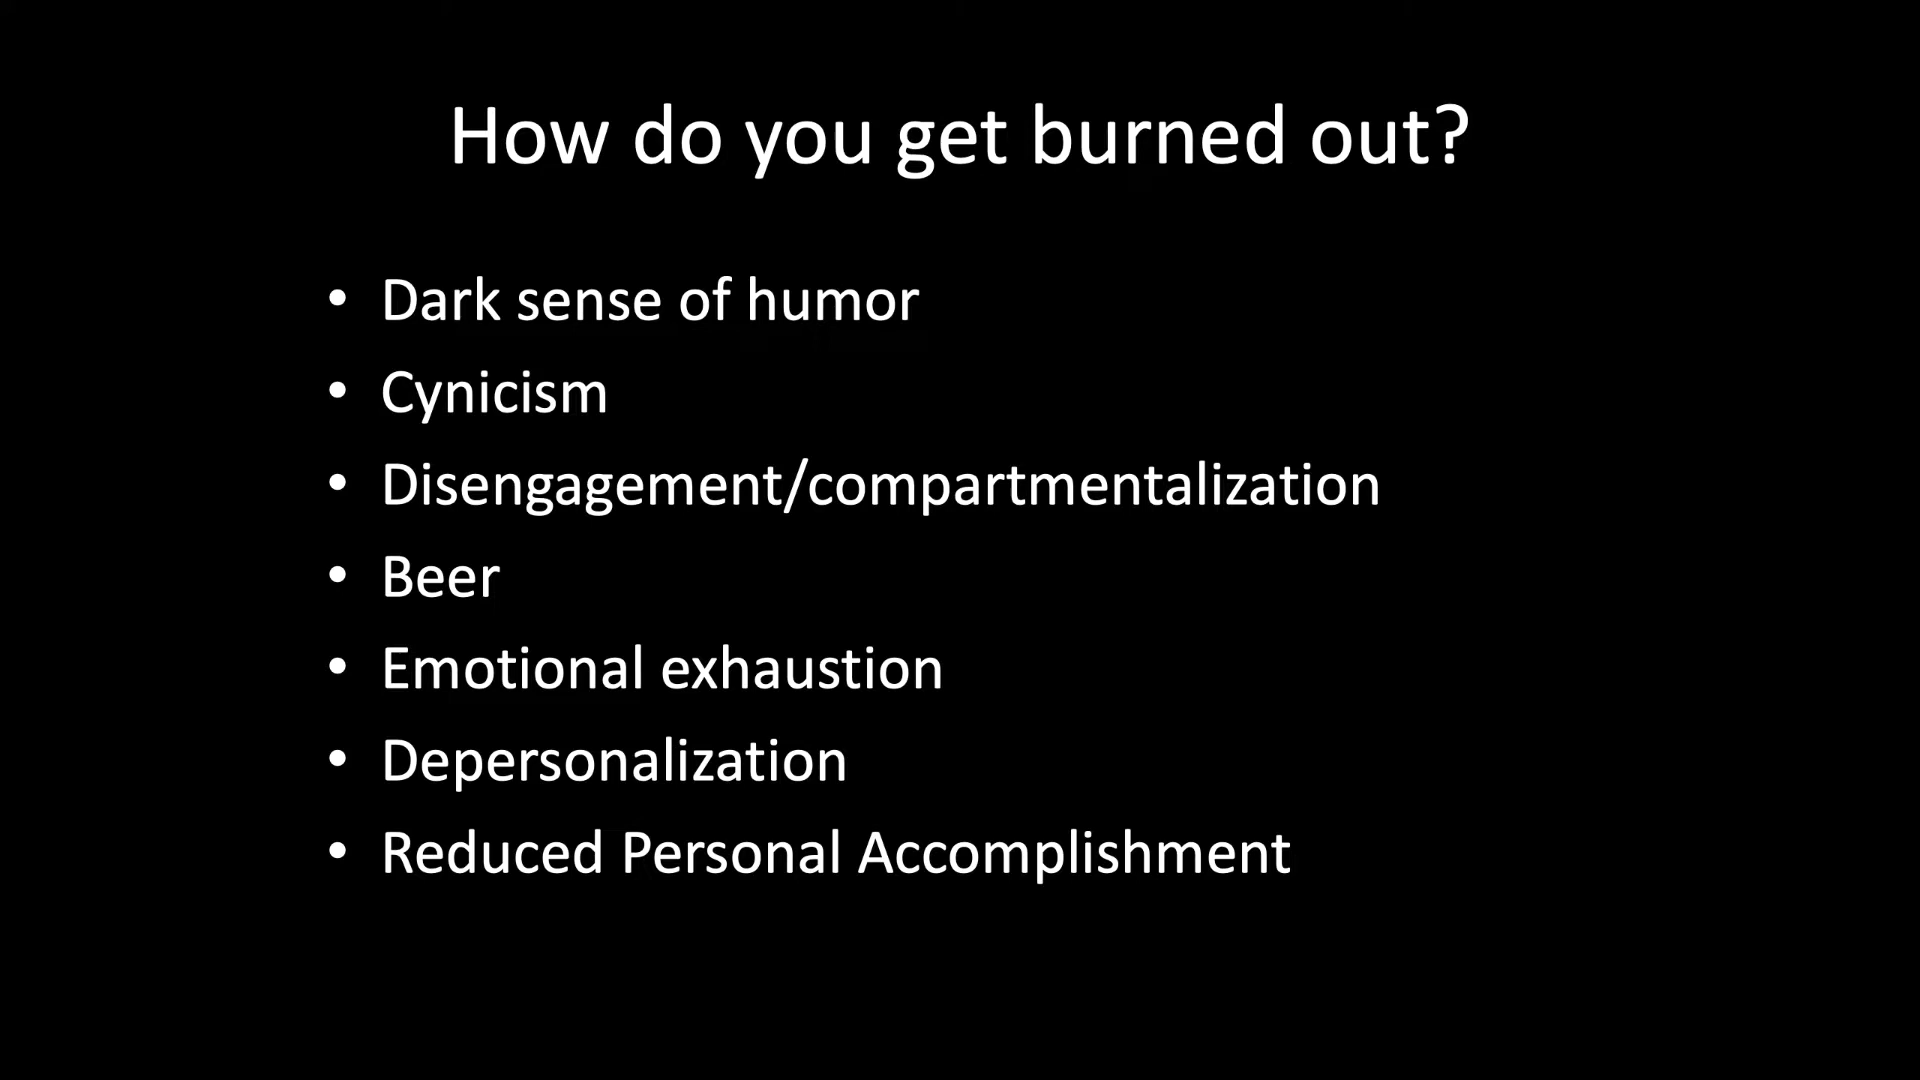 How do you get burned out?
• Dark sense of humor
• Cynicism
• Disengagement/compartmentalization
• Beer
• Emotional exhaustion
• Depersonalization
• Reduced Personal Accomplishment